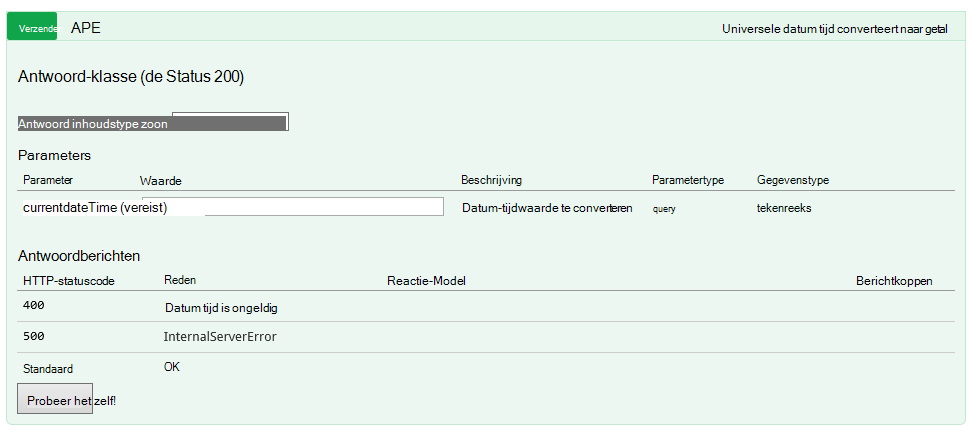 Verzende APE Universele datum tijd converteert naar getal
Antwoord-klasse (de Status 200)
Antwoord inhoudstype zoon
Parameters
Parameter Waarde Beschrijving Parametertype Gegevenstype
currentdateTime (vereist) Datum-tijdwaarde te converteren query tekenreeks
Antwoordberichten
HTTP-statuscode Reden Reactie-Model Berichtkoppen
400 Datum tijd is ongeldig
500 InternalServerError
Standaard OK
Probeer het zelf!